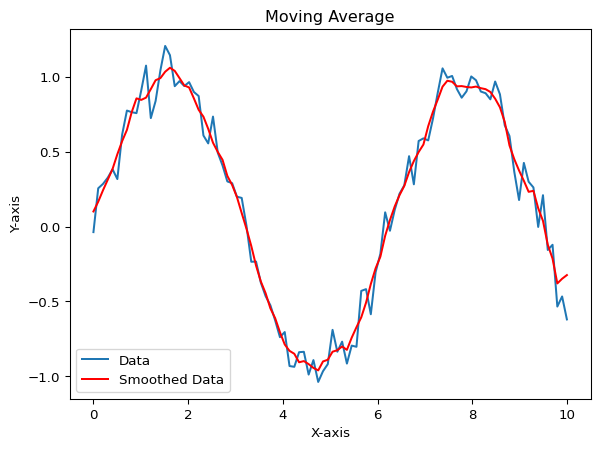 Moving Average
1.0
0.5
0.0
−0.5
−1.0
Y-axis
Data
Smoothed Data
0 2 4 6 8 10
X-axis